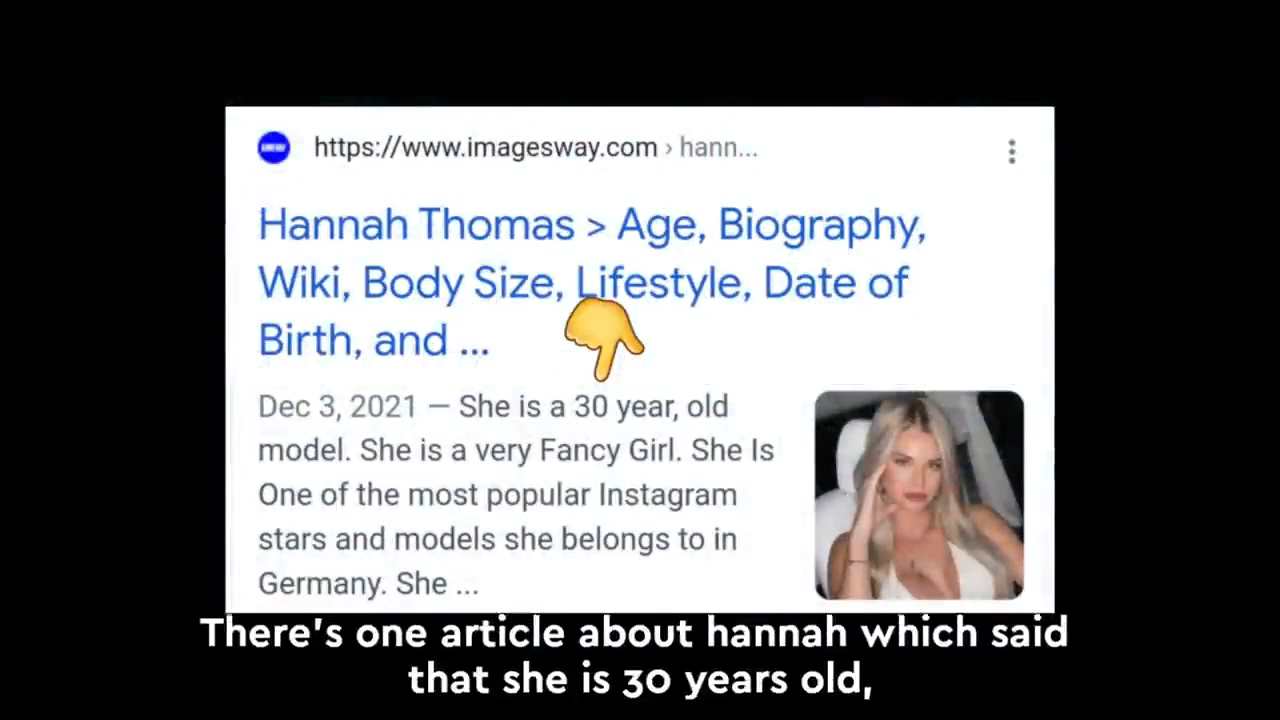 https://www.imagesway.com › hann...
Hannah Thomas > Age, Biography,
Wiki, Body Size, Lifestyle, Date of
Birth, and ...
Dec 3, 2021 — She is a 30 year, old
model. She is a very Fancy Girl. She Is
One of the most popular Instagram
stars and models she belongs to in
Germany. She ...
There's one article about hannah which said
that she is 30 years old,